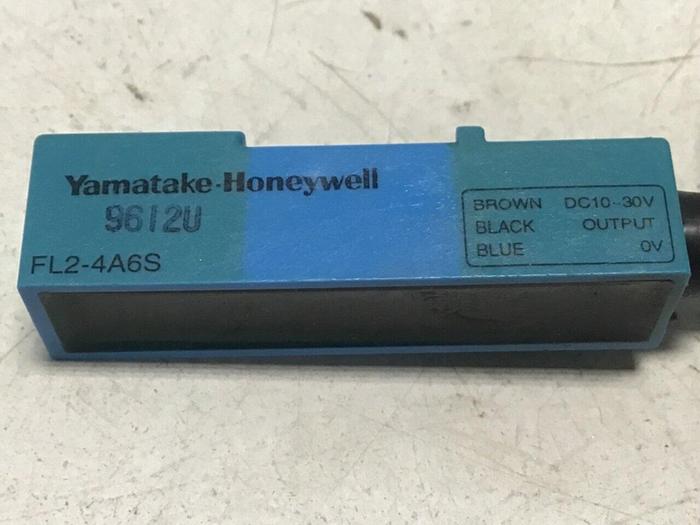 Yamatake-Honeywell
9612U
FL2-4A6S
BROWN DC10~30V
BLACK OUTPUT
BLUE 0V